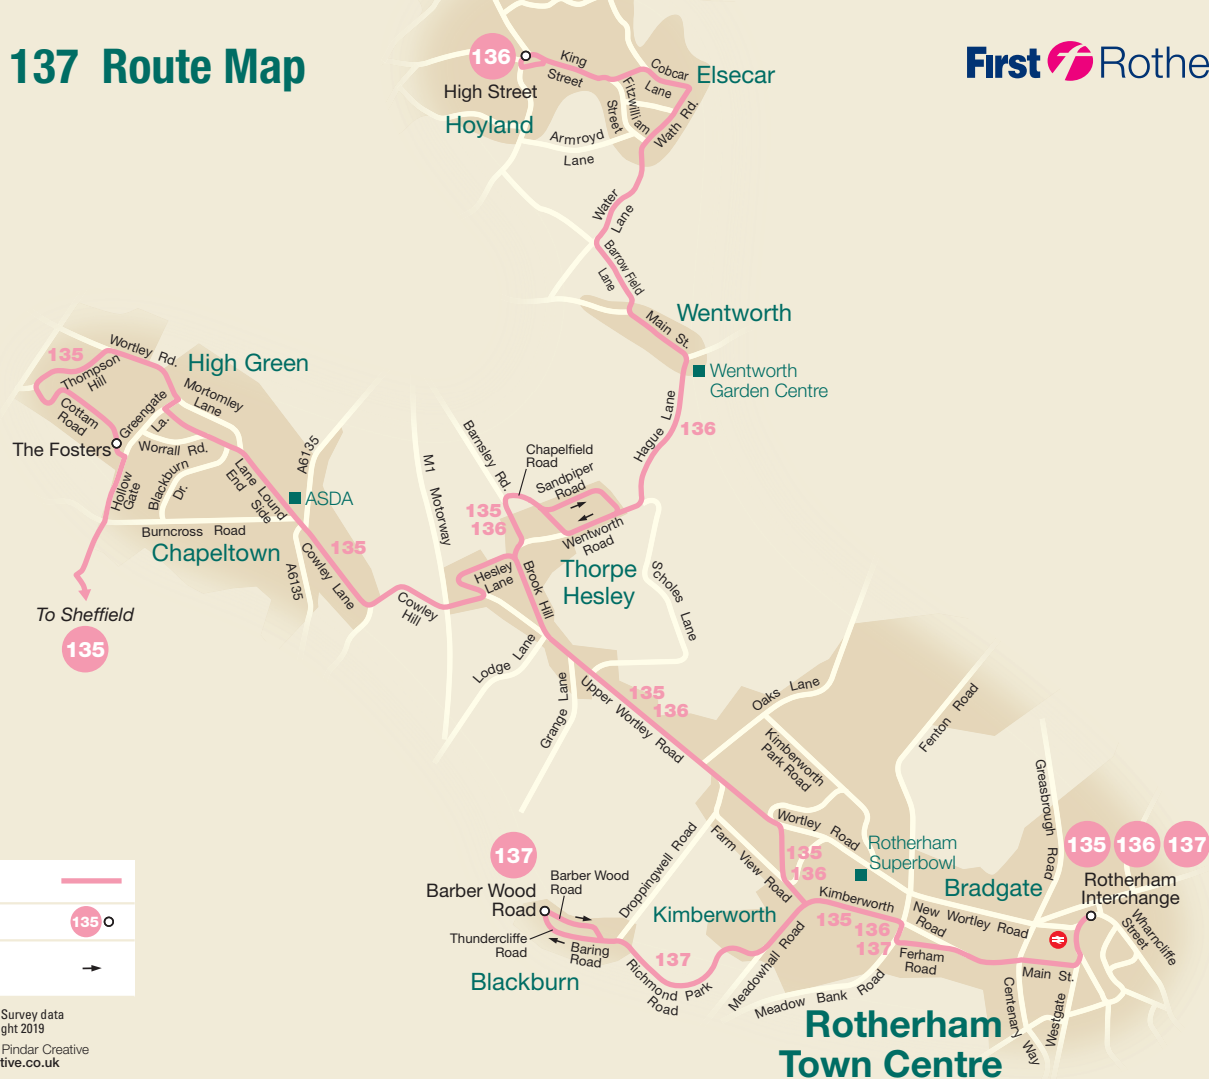 137 Route Map
First Rothe
136
High Street
Hoyland
King
Street
Cobcar
Lane
Elsecar
Fitzwilliam
Street
Wath Rd.
Armroyd
Lane
Water
Lane
Barrow Field
Lane
Wentworth
Main St.
Wentworth
Garden Centre
Hague Lane
136
135
Wortley Rd.
High Green
Thompson
Hill
Cottam
Road
Mortomley
Lane
Greengate
La.
The Fosters
Worrall Rd.
Blackburn
Dr.
Hollow
Gate
Lane End
Lound Side
A6135
ASDA
Burncross Road
Chapeltown
135
Cowley Lane
A6135
To Sheffield
135
Cowley
Hill
M1 Motorway
Barnsley Rd.
Chapelfield
Road
Sandpiper
Road
135
136
Wentworth
Road
Hesley
Lane
Brook Hill
Thorpe
Hesley
Scholes Lane
Lodge Lane
Grange Lane
135
136
Upper Wortley Road
Oaks Lane
Kimberworth
Park Road
Fenton Road
Greasbrough Road
Wortley Road
Rotherham
Superbowl
135
136
Farm View Road
Droppingwell Road
137
Barber Wood
Road
Barber Wood
Road
Thundercliffe
Road
Baring
Road
Blackburn
Kimberworth
137
Richmond Park
Road
Meadowhall Road
Meadow Bank Road
Kimberworth
Road
135
136
137
New Wortley Road
Bradgate
Ferham
Road
135
136
137
Rotherham
Interchange
Wharncliffe
Street
Main St.
Centenary Way
Westgate
Rotherham
Town Centre
135
Survey data
ght 2019
Pindar Creative
tive.co.uk